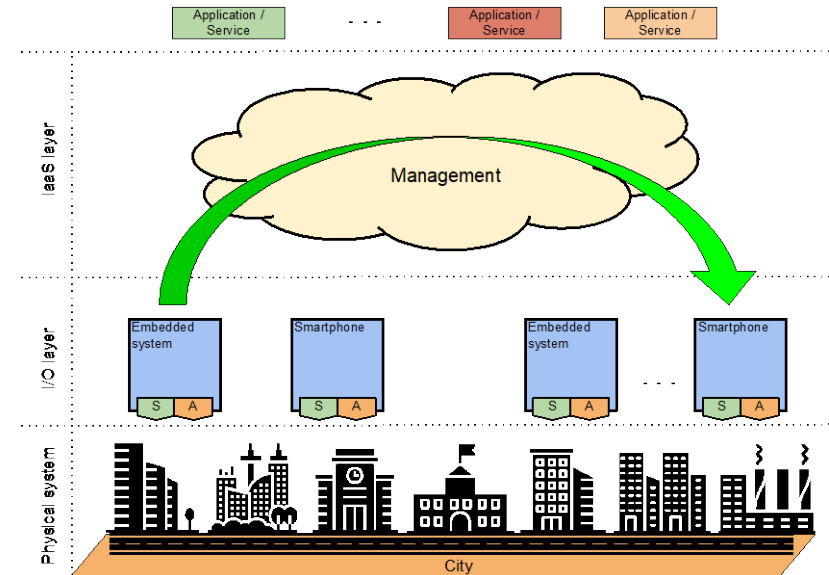 Application /
Service
- - -
Application /
Service
Application /
Service
IaaS layer
Management
I/O layer
Embedded
system
S A
Smartphone
S A
Embedded
system
S A
- - -
Smartphone
S A
Physical system
City